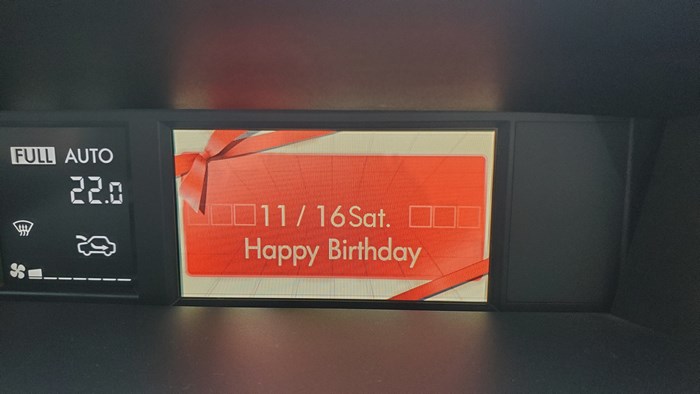 FULL AUTO
22.0
11 / 16 Sat.
Happy Birthday